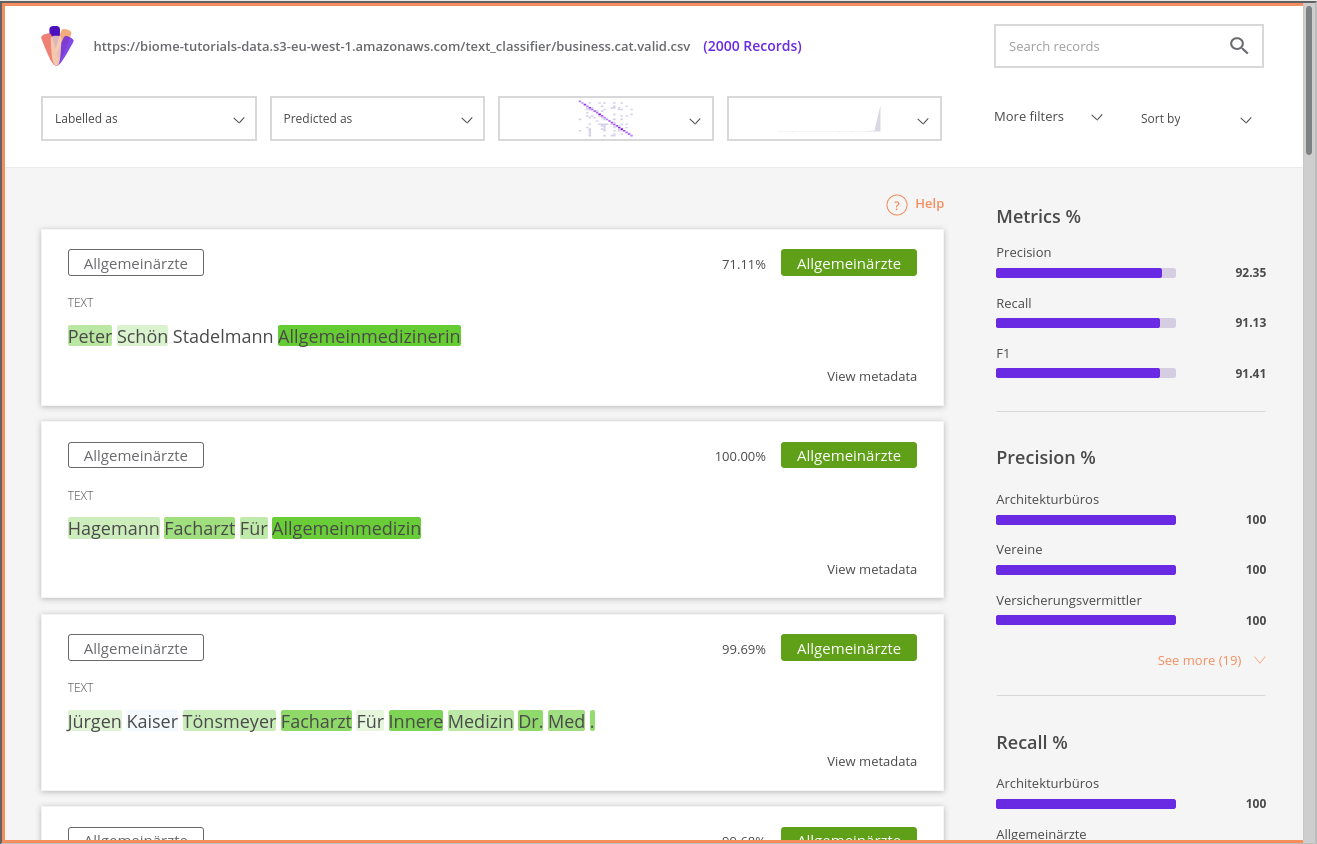 https://biome-tutorials-data.s3-eu-west-1.amazonaws.com/text_classifier/business.cat.valid.csv (2000 Records)
Search records
Labelled as
Predicted as
More filters
Sort by
? Help
Allgemeinärzte
71.11% Allgemeinärzte
TEXT
Peter Schön Stadelmann Allgemeinmedizinerin
View metadata
Allgemeinärzte
100.00% Allgemeinärzte
TEXT
Hagemann Facharzt Für Allgemeinmedizin
View metadata
Allgemeinärzte
99.69% Allgemeinärzte
TEXT
Jürgen Kaiser Tönsmeyer Facharzt Für Innere Medizin Dr. Med .
View metadata
Allgemeinärzte
99.68% Allgemeinärzte
Metrics %
Precision
92.35
Recall
91.13
F1
91.41
Precision %
Architekturbüros
100
Vereine
100
Versicherungsvermittler
100
See more (19)
Recall %
Architekturbüros
100
Allgemeinärzte